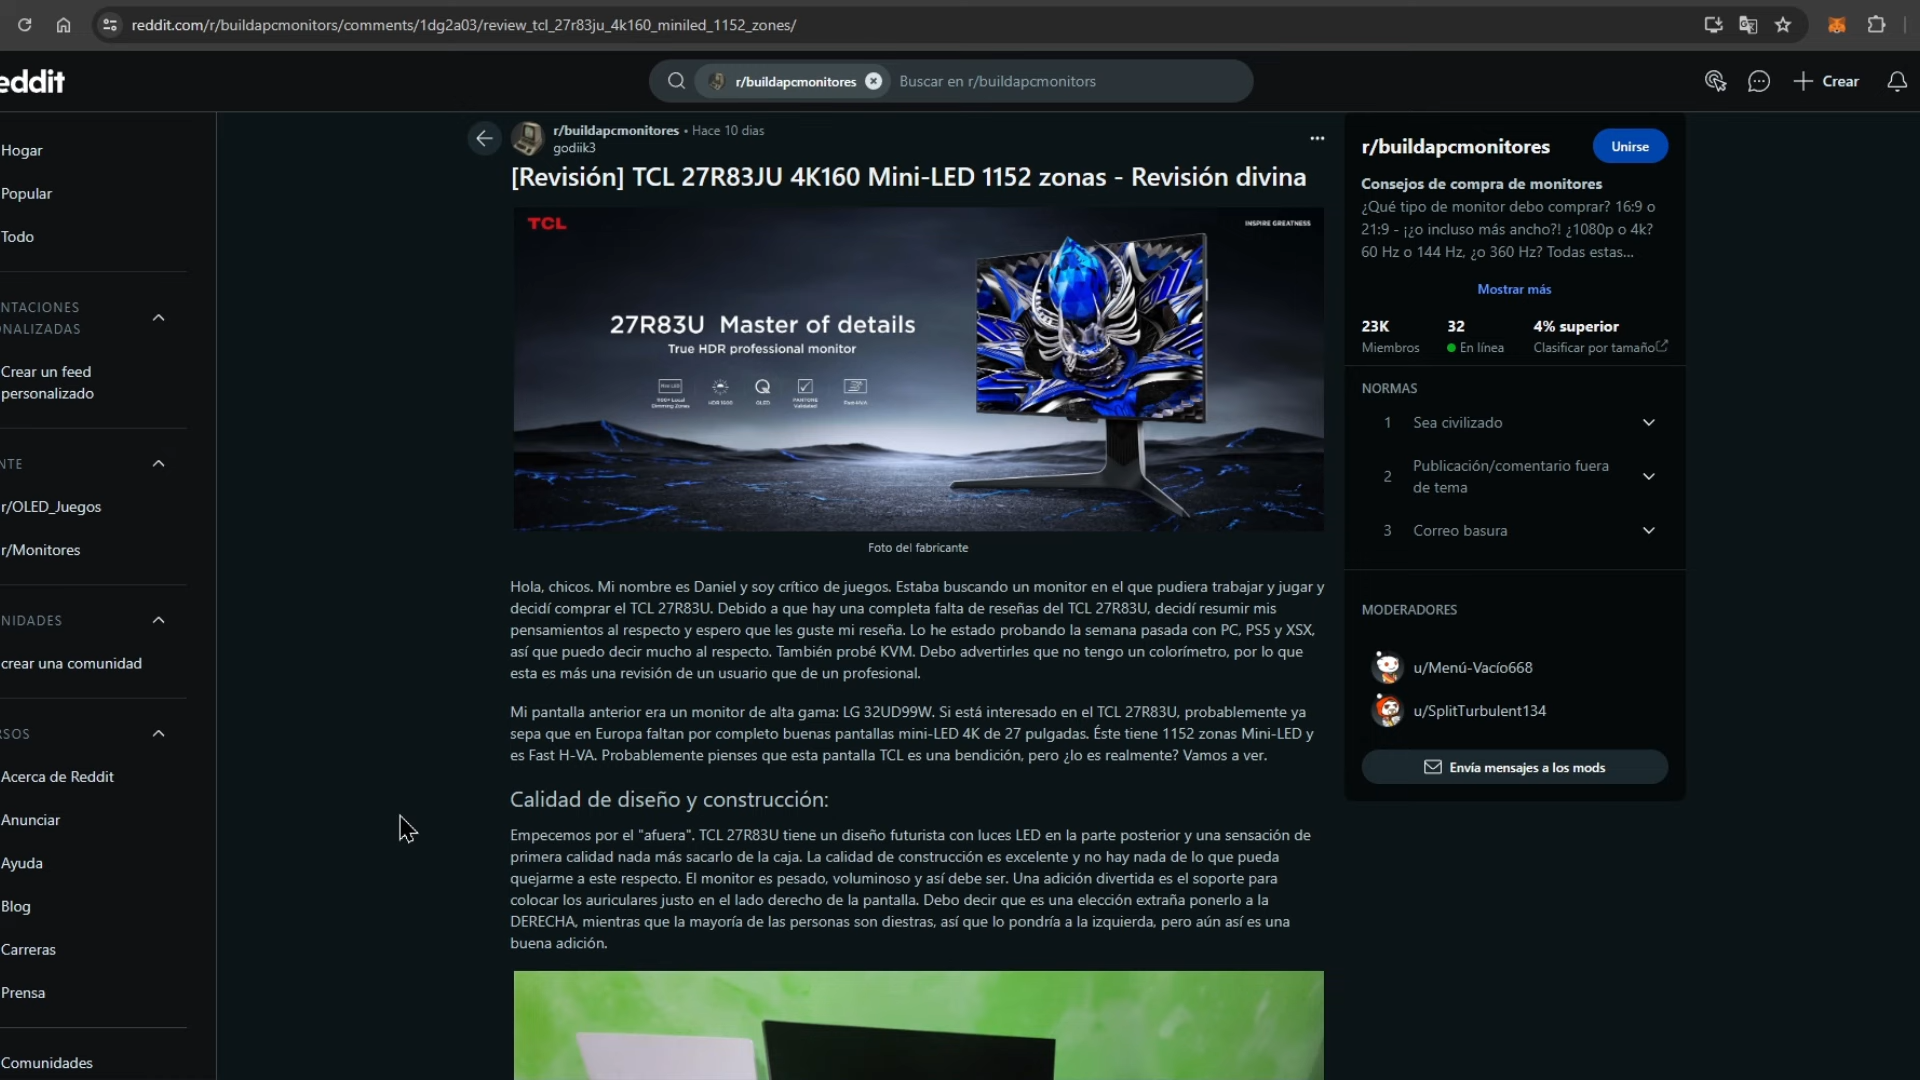 reddit.com/r/buildapcmonitors/comments/1dg2a03/review_tcl_27r83ju_4k160_miniled_1152_zones/
eddit
r/buildapcmonitores
Buscar en r/buildapcmonitors
Crear
Hogar
Popular
Todo
NTACIONES
ONALIZADAS
Crear un feed
personalizado
NTE
r/OLED_Juegos
r/Monitores
NIDADES
crear una comunidad
RSOS
Acerca de Reddit
Anunciar
Ayuda
Blog
Carreras
Prensa
Comunidades
r/buildapcmonitores • Hace 10 dias
godiik3
[Revisión] TCL 27R83JU 4K160 Mini-LED 1152 zonas - Revisión divina
TCL
INSPIRE GREATNESS
27R83U Master of details
True HDR professional monitor
Foto del fabricante
Hola, chicos. Mi nombre es Daniel y soy crítico de juegos. Estaba buscando un monitor en el que pudiera trabajar y jugar y
decidí comprar el TCL 27R83U. Debido a que hay una completa falta de reseñas del TCL 27R83U, decidí resumir mis
pensamientos al respecto y espero que les guste mi reseña. Lo he estado probando la semana pasada con PC, PS5 y XSX,
así que puedo decir mucho al respecto. También probé KVM. Debo advertirles que no tengo un colorímetro, por lo que
esta es más una revisión de un usuario que de un profesional.
Mi pantalla anterior era un monitor de alta gama: LG 32UD99W. Si está interesado en el TCL 27R83U, probablemente ya
sepa que en Europa faltan por completo buenas pantallas mini-LED 4K de 27 pulgadas. Éste tiene 1152 zonas Mini-LED y
es Fast H-VA. Probablemente pienses que esta pantalla TCL es una bendición, pero ¿lo es realmente? Vamos a ver.
Calidad de diseño y construcción:
Empecemos por el "afuera". TCL 27R83U tiene un diseño futurista con luces LED en la parte posterior y una sensación de
primera calidad nada más sacarlo de la caja. La calidad de construcción es excelente y no hay nada de lo que pueda
quejarme a este respecto. El monitor es pesado, voluminoso y así debe ser. Una adición divertida es el soporte para
colocar los auriculares justo en el lado derecho de la pantalla. Debo decir que es una elección extraña ponerlo a la
DERECHA, mientras que la mayoría de las personas son diestras, así que lo pondría a la izquierda, pero aún así es una
buena adición.
r/buildapcmonitores
Unirse
Consejos de compra de monitores
¿Qué tipo de monitor debo comprar? 16:9 o
21:9 - ¡¿o incluso más ancho?! ¿1080p o 4k?
60 Hz o 144 Hz, ¿o 360 Hz? Todas estas...
Mostrar más
23K 32 4% superior
Miembros En línea Clasificar por tamaño
NORMAS
1 Sea civilizado
2 Publicación/comentario fuera
de tema
3 Correo basura
MODERADORES
u/Menú-Vacío668
u/SplitTurbulent134
Envía mensajes a los mods